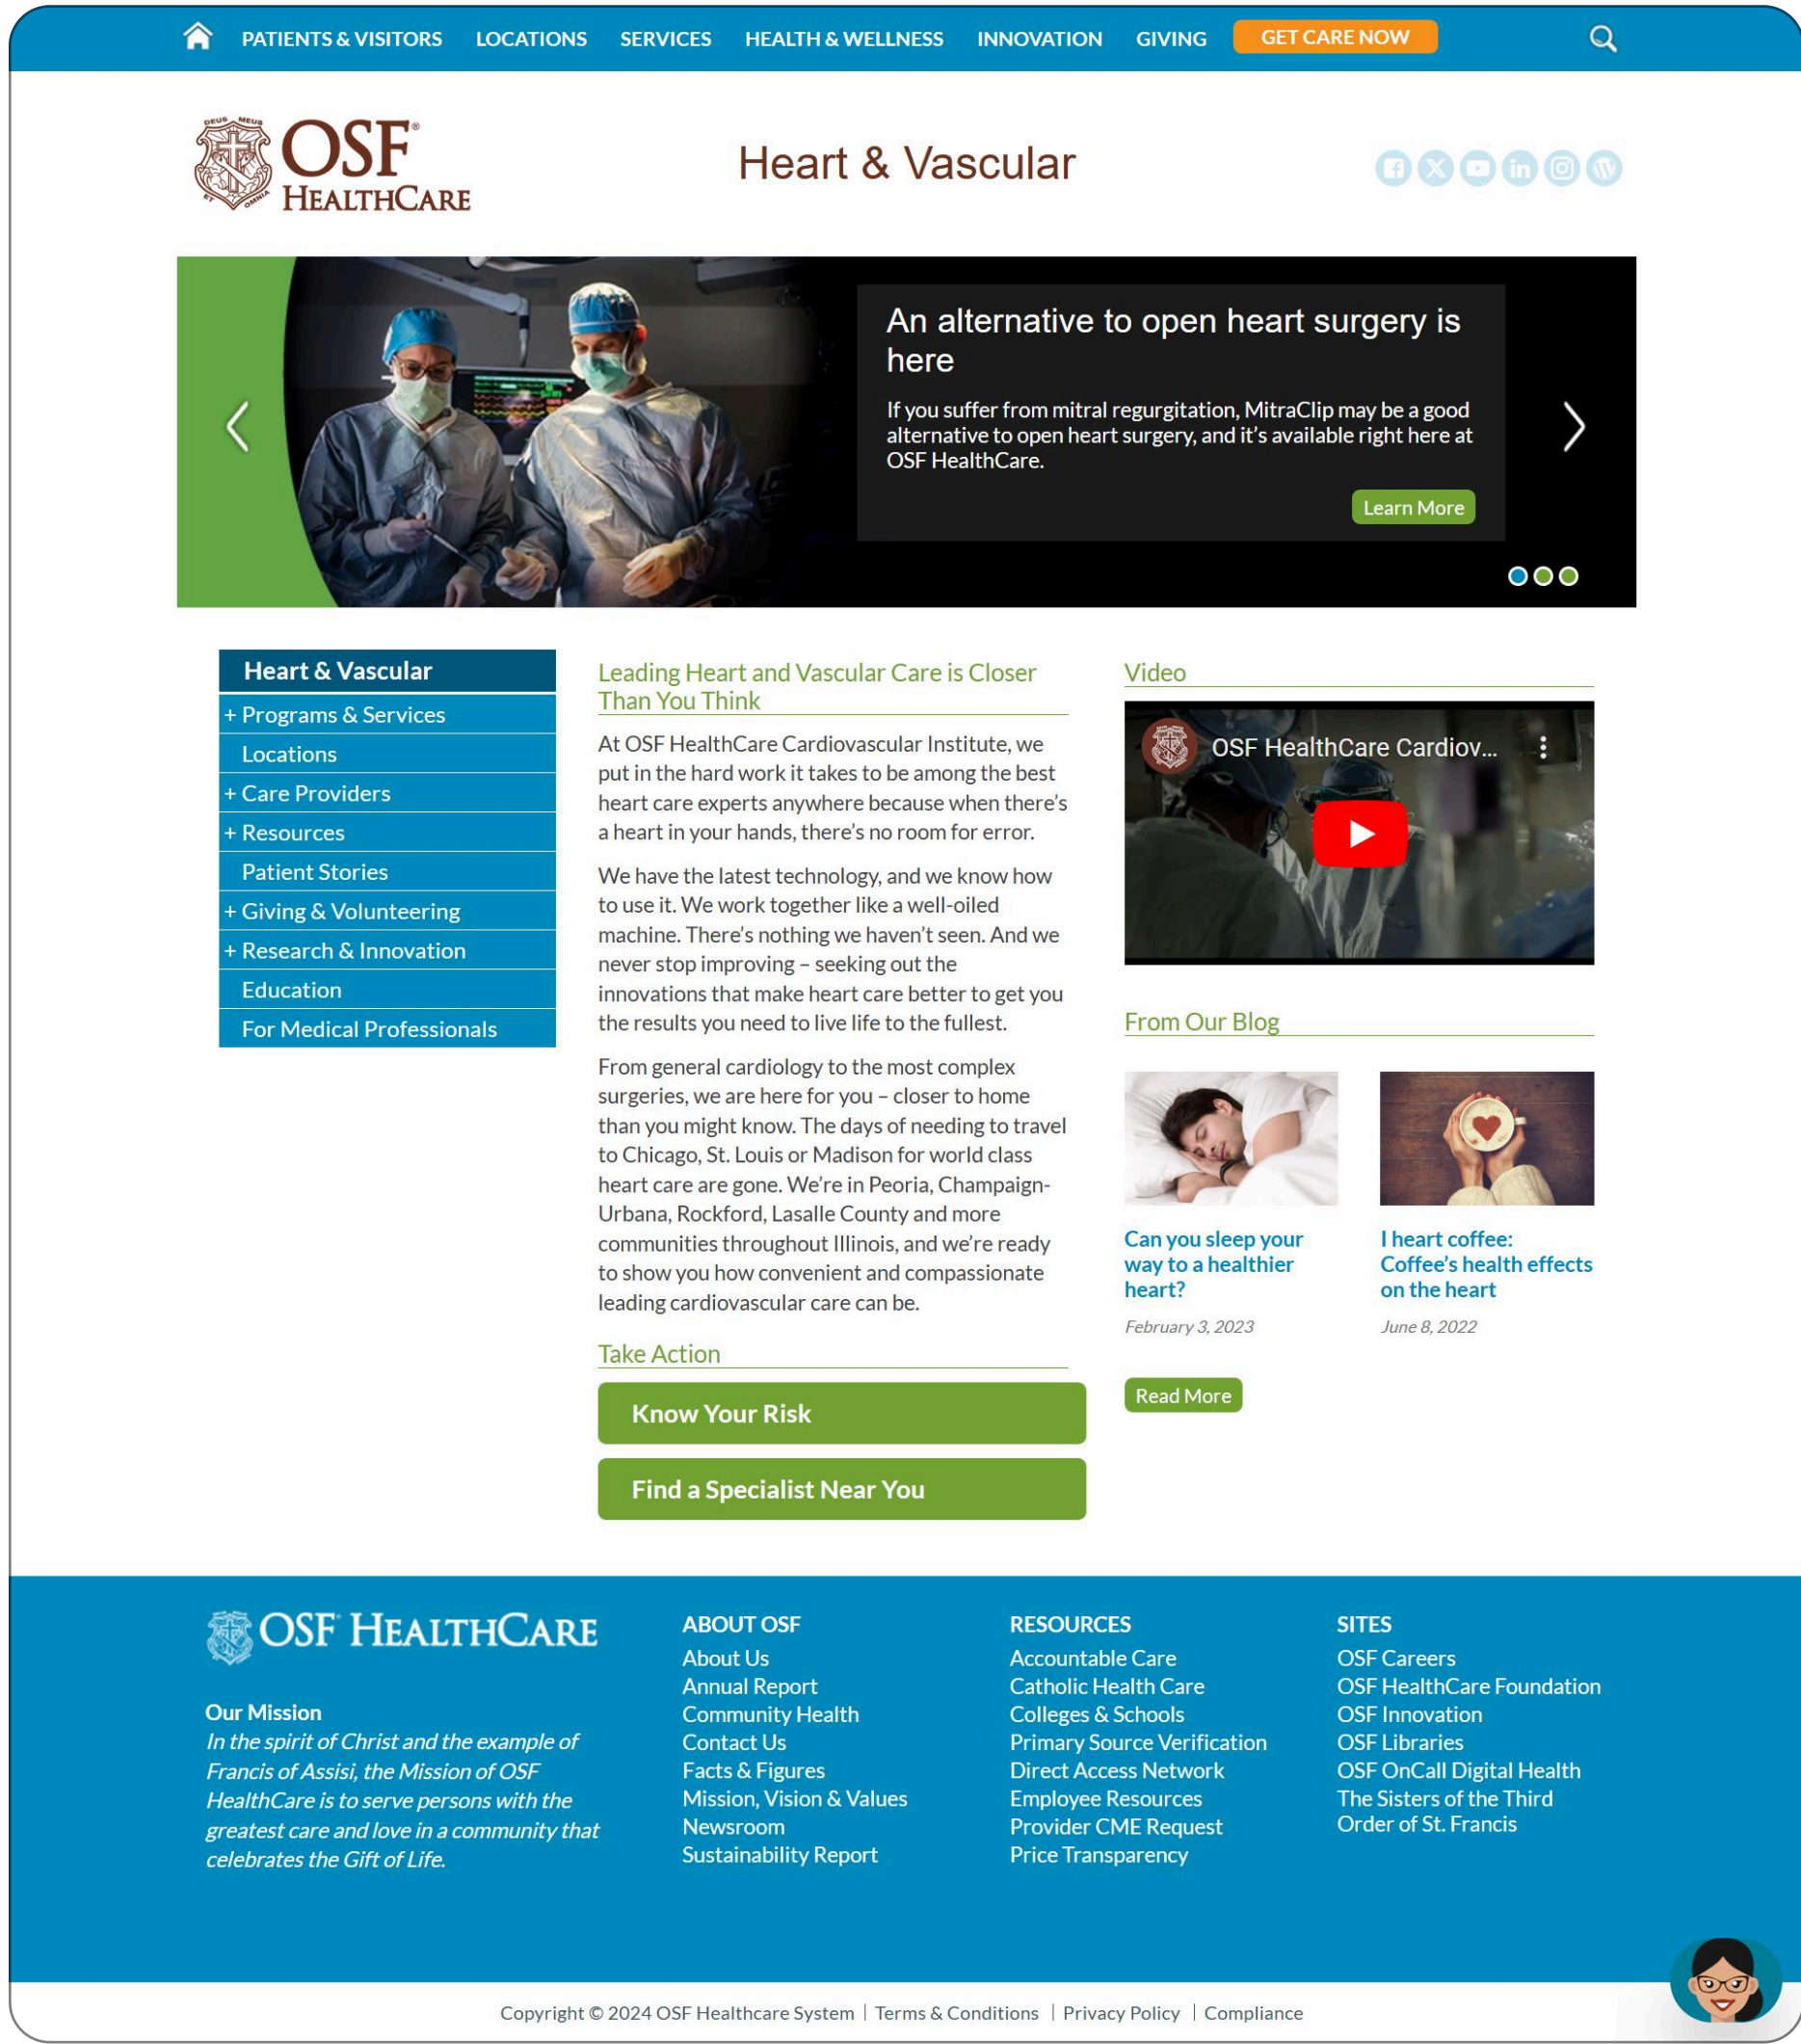 PATIENTS & VISITORS LOCATIONS SERVICES HEALTH & WELLNESS INNOVATION GIVING GET CARE NOW
DEUS MEUS
OSF®
HEALTHCARE
ET OMNIA
Heart & Vascular
An alternative to open heart surgery is
here
If you suffer from mitral regurgitation, MitraClip may be a good
alternative to open heart surgery, and it's available right here at
OSF HealthCare.
Learn More
Heart & Vascular
+ Programs & Services
Locations
+ Care Providers
+ Resources
Patient Stories
+ Giving & Volunteering
+ Research & Innovation
Education
For Medical Professionals
Leading Heart and Vascular Care is Closer
Than You Think
At OSF HealthCare Cardiovascular Institute, we
put in the hard work it takes to be among the best
heart care experts anywhere because when there's
a heart in your hands, there's no room for error.
We have the latest technology, and we know how
to use it. We work together like a well-oiled
machine. There's nothing we haven't seen. And we
never stop improving – seeking out the
innovations that make heart care better to get you
the results you need to live life to the fullest.
From general cardiology to the most complex
surgeries, we are here for you – closer to home
than you might know. The days of needing to travel
to Chicago, St. Louis or Madison for world class
heart care are gone. We're in Peoria, Champaign-
Urbana, Rockford, Lasalle County and more
communities throughout Illinois, and we're ready
to show you how convenient and compassionate
leading cardiovascular care can be.
Take Action
Know Your Risk
Find a Specialist Near You
Video
OSF HealthCare Cardiov...
From Our Blog
Can you sleep your
way to a healthier
heart?
February 3, 2023
I heart coffee:
Coffee's health effects
on the heart
June 8, 2022
Read More
OSF HEALTHCARE
Our Mission
In the spirit of Christ and the example of
Francis of Assisi, the Mission of OSF
HealthCare is to serve persons with the
greatest care and love in a community that
celebrates the Gift of Life.
ABOUT OSF
About Us
Annual Report
Community Health
Contact Us
Facts & Figures
Mission, Vision & Values
Newsroom
Sustainability Report
RESOURCES
Accountable Care
Catholic Health Care
Colleges & Schools
Primary Source Verification
Direct Access Network
Employee Resources
Provider CME Request
Price Transparency
SITES
OSF Careers
OSF HealthCare Foundation
OSF Innovation
OSF Libraries
OSF OnCall Digital Health
The Sisters of the Third
Order of St. Francis
Copyright © 2024 OSF Healthcare System | Terms & Conditions | Privacy Policy | Compliance